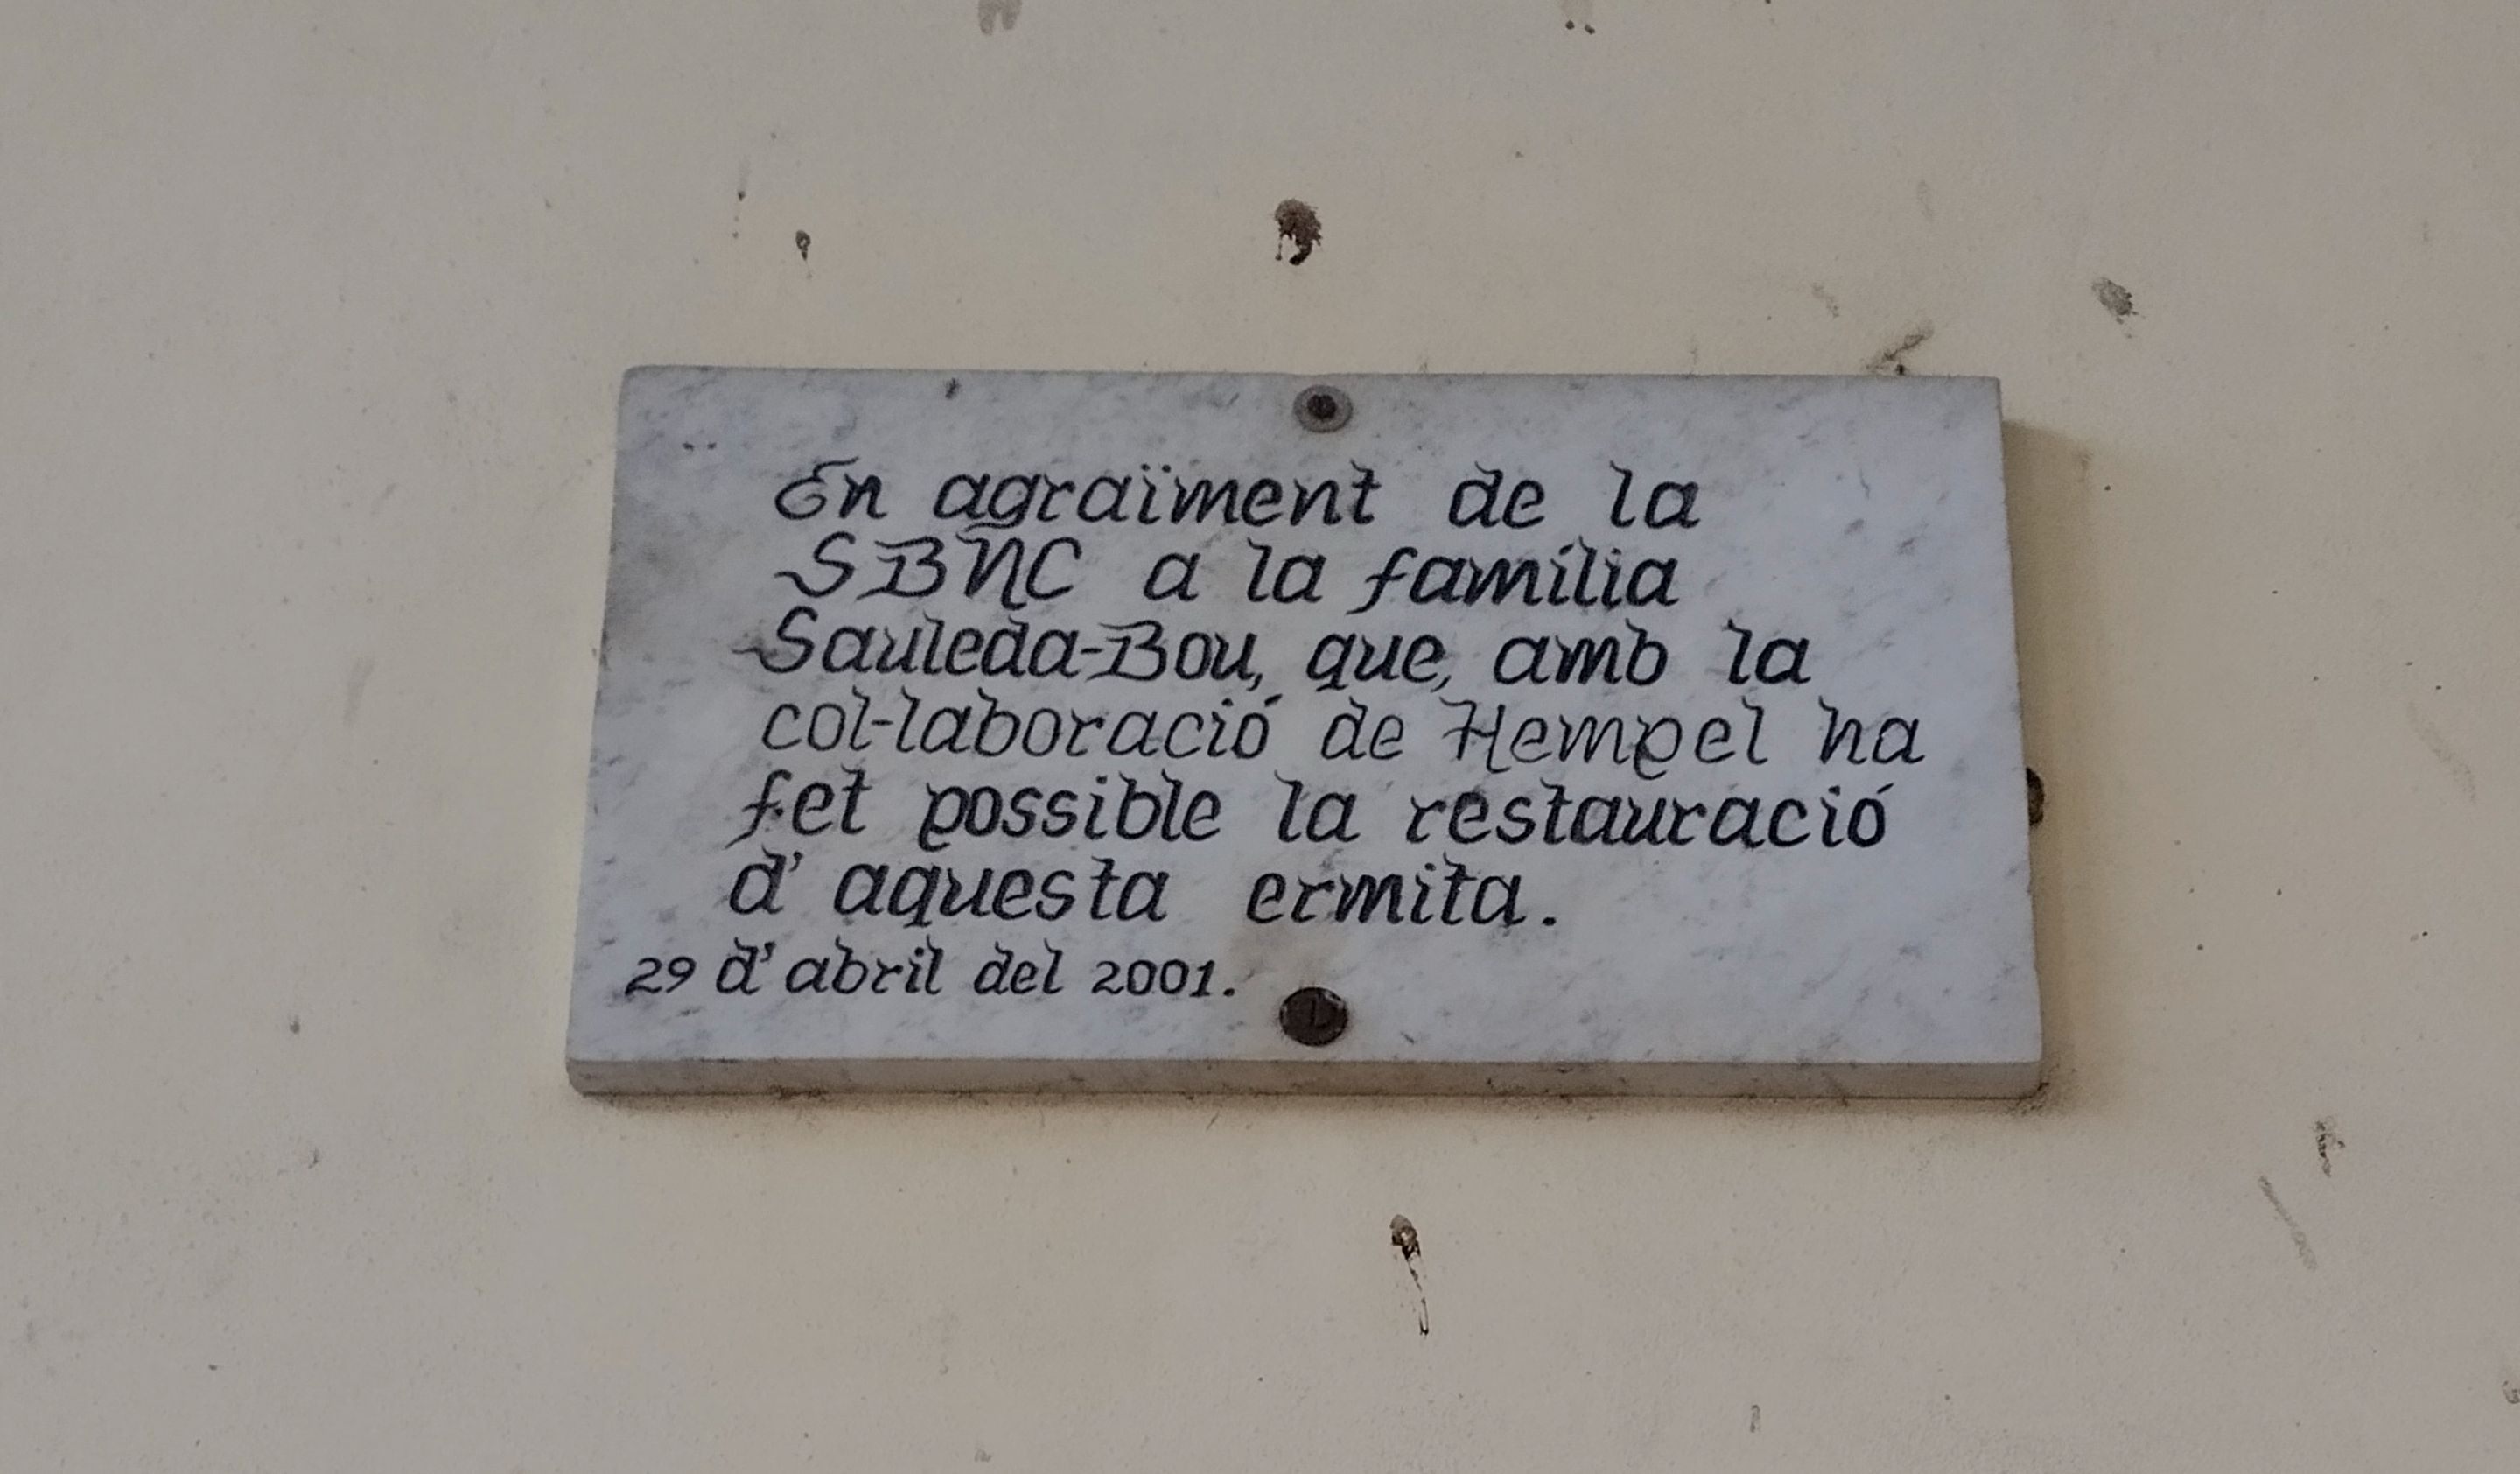 En agraïment de la
SBNC a la família
Sauleda-Bou, que, amb la
col-laboració de Hempel ha
fet possible la restauració
d' aquesta ermita.
29 d'abril del 2001.